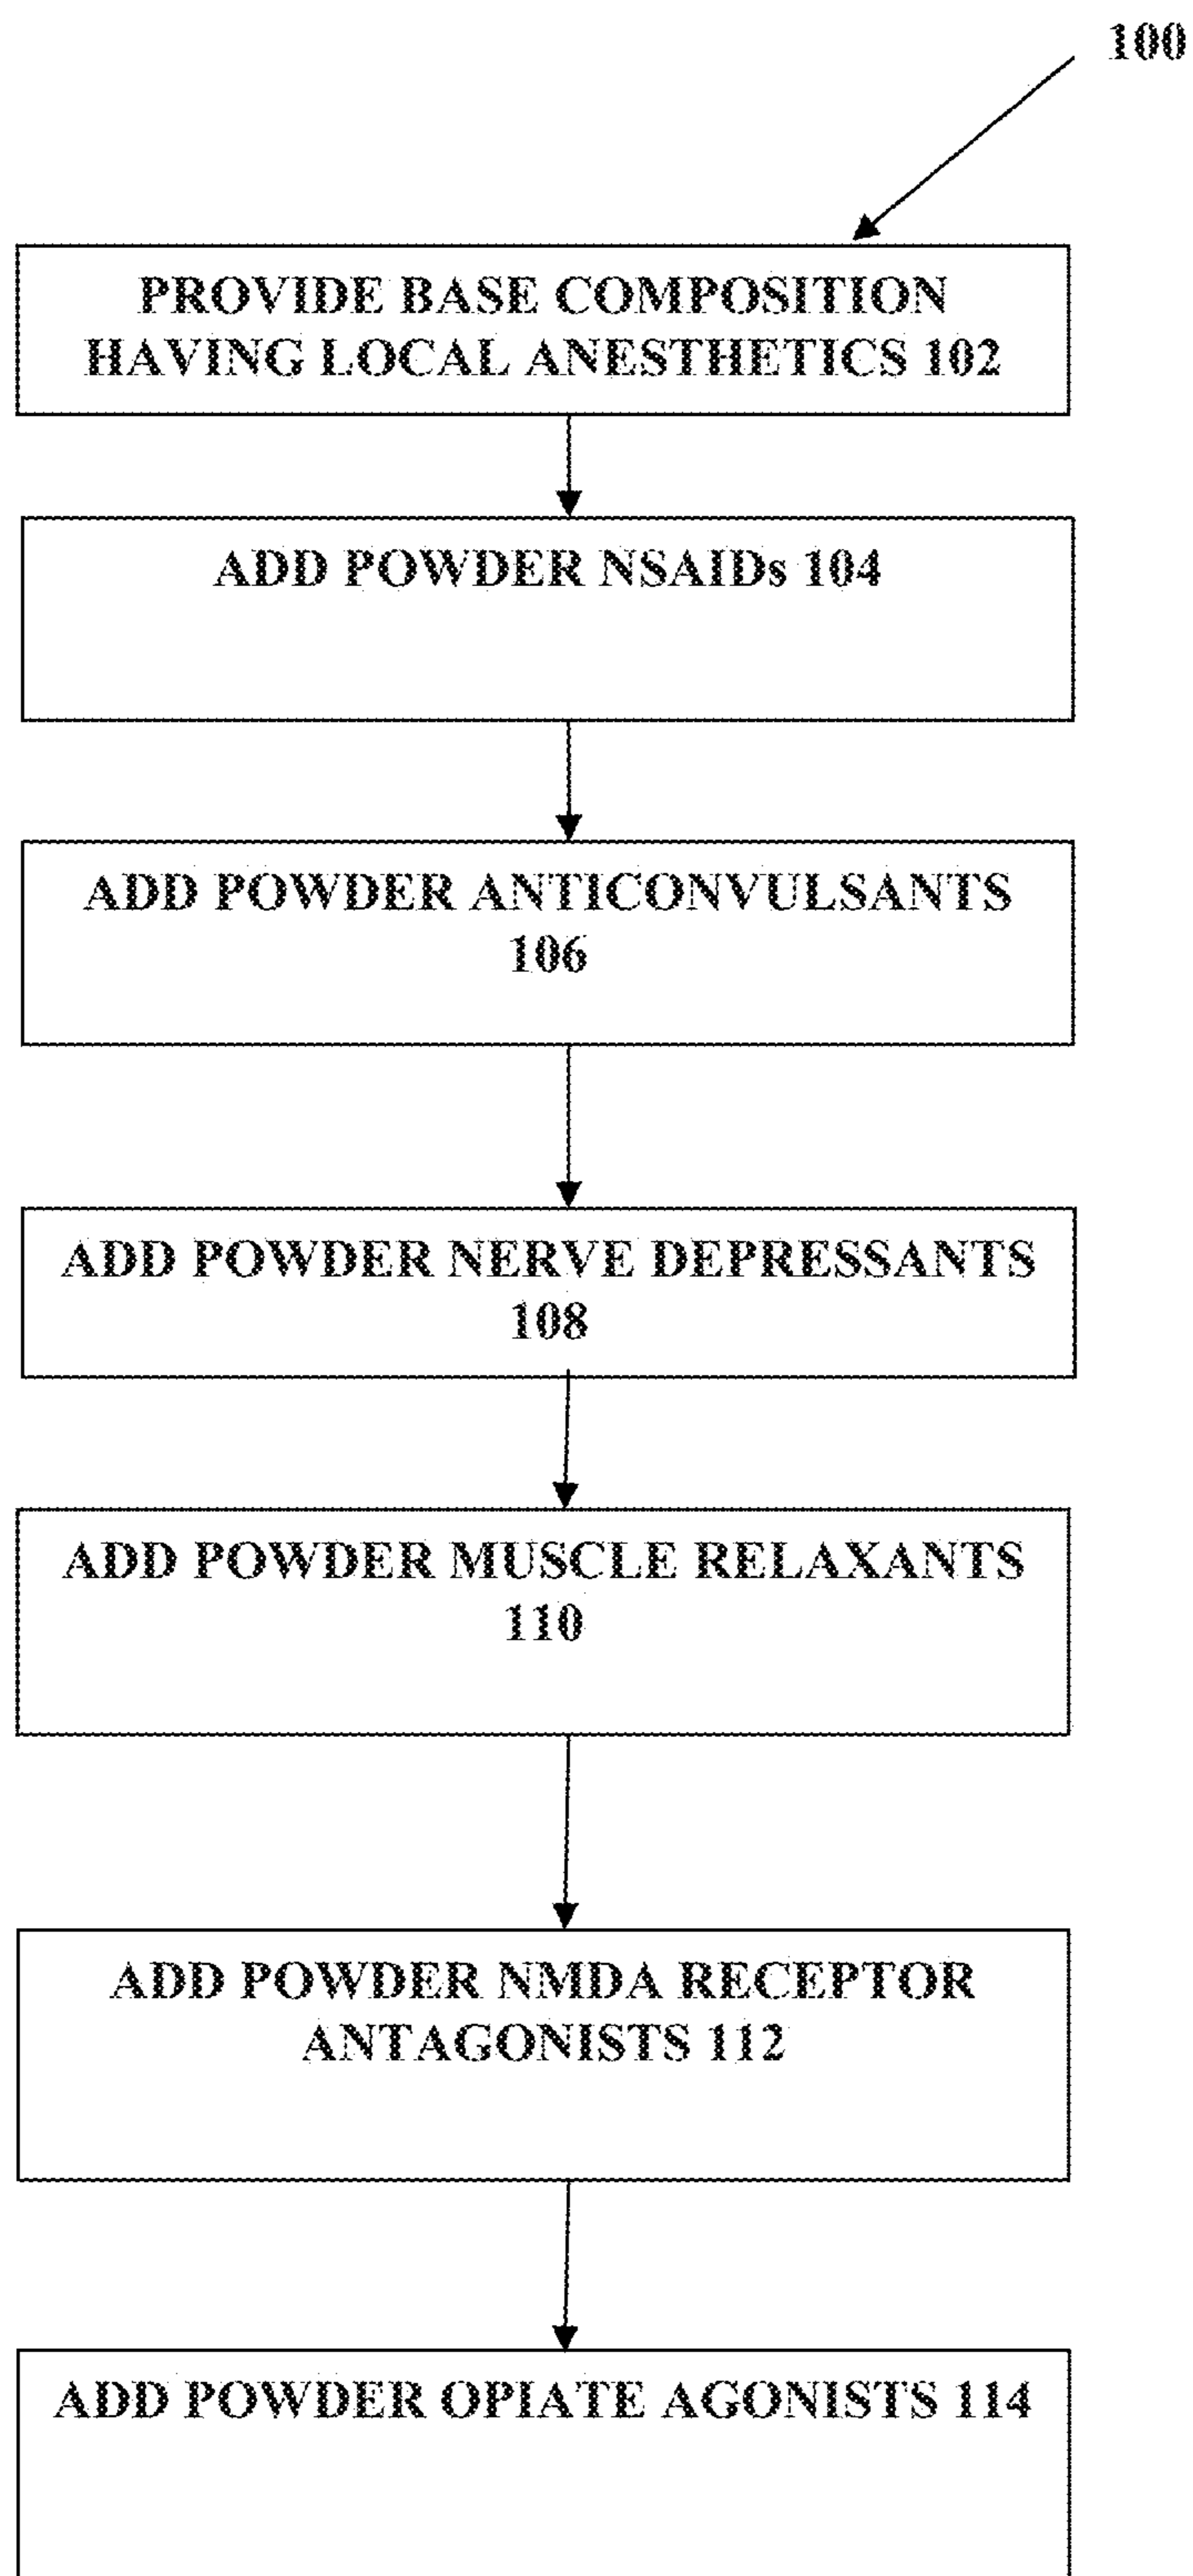 100
PROVIDE BASE COMPOSITION
HAVING LOCAL ANESTHETICS 102
ADD POWDER NSAIDs 104
ADD POWDER ANTICONVULSANTS
106
ADD POWDER NERVE DEPRESSANTS
108
ADD POWDER MUSCLE RELAXANTS
110
ADD POWDER NMDA RECEPTOR
ANTAGONISTS 112
ADD POWDER OPIATE AGONISTS 114